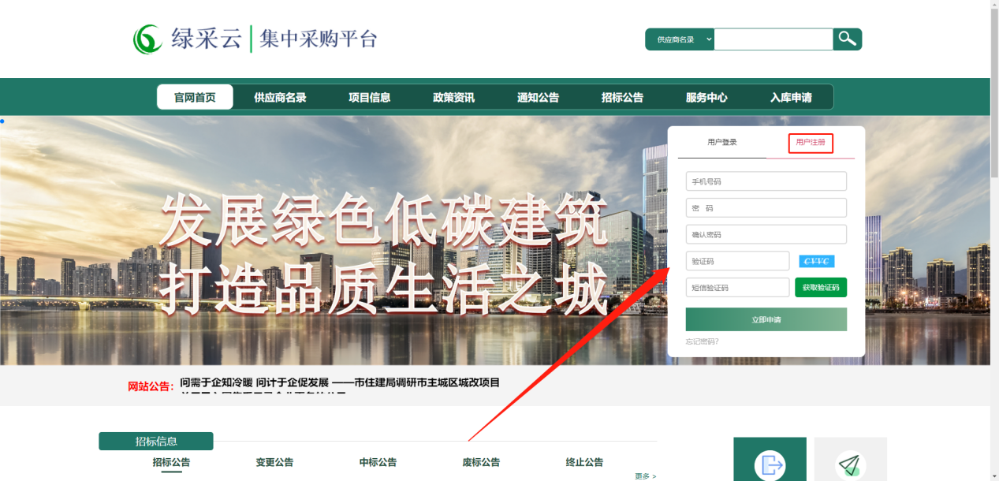 绿采云 集中采购平台
供应商名录
官网首页 供应商名录 项目信息 政策资讯 通知公告 招标公告 服务中心 入库申请
用户登录 用户注册
手机号码
密 码
确认密码
验证码 CVVC
短信验证码 获取验证码
立即申请
忘记密码?
发展绿色低碳建筑
打造品质生活之城
网站公告: 问需于企知冷暖 问计于企促发展 ——市住建局调研市主城区城改项目
招标信息
招标公告 变更公告 中标公告 废标公告 终止公告
更多 >